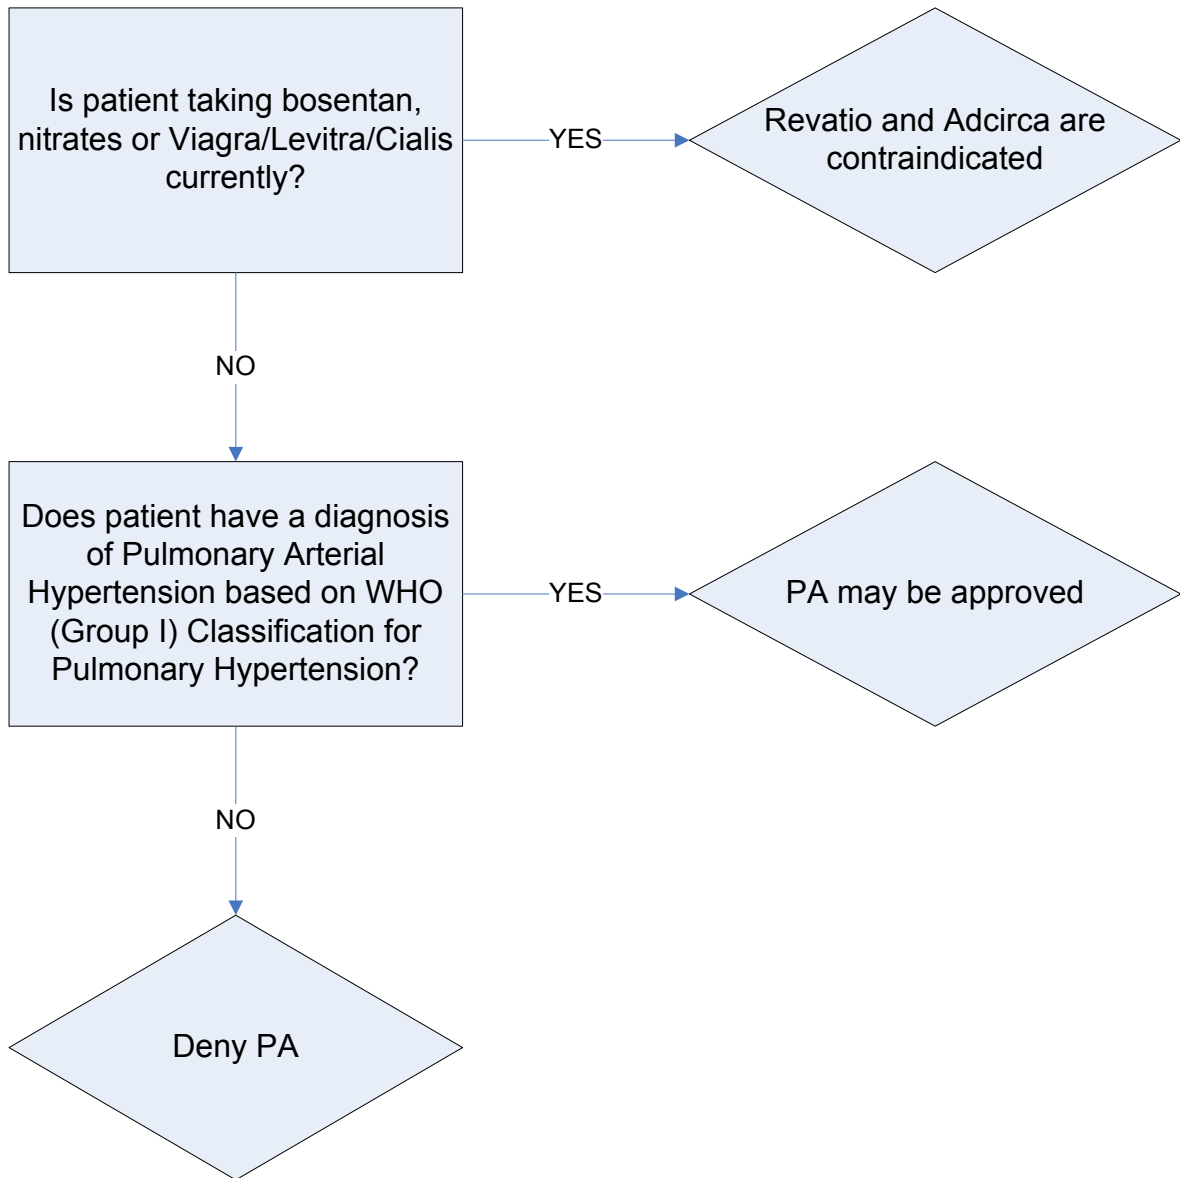 Is patient taking bosentan,
nitrates or Viagra/Levitra/Cialis
currently?
YES
Revatio and Adcirca are
contraindicated
NO
Does patient have a diagnosis
of Pulmonary Arterial
Hypertension based on WHO
(Group I) Classification for
Pulmonary Hypertension?
YES
PA may be approved
NO
Deny PA